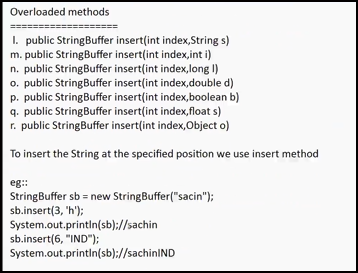 Overloaded methods
===================
l. public StringBuffer insert(int index,String s)
m. public StringBuffer insert(int index,int i)
n. public StringBuffer insert(int index,long l)
o. public StringBuffer insert(int index,double d)
p. public StringBuffer insert(int index,boolean b)
q. public StringBuffer insert(int index,float s)
r. public StringBuffer insert(int index,Object o)
To insert the String at the specified position we use insert method
eg::
StringBuffer sb = new StringBuffer("sacin");
sb.insert(3, 'h');
System.out.println(sb);//sachin
sb.insert(6, "IND");
System.out.println(sb);//sachinIND